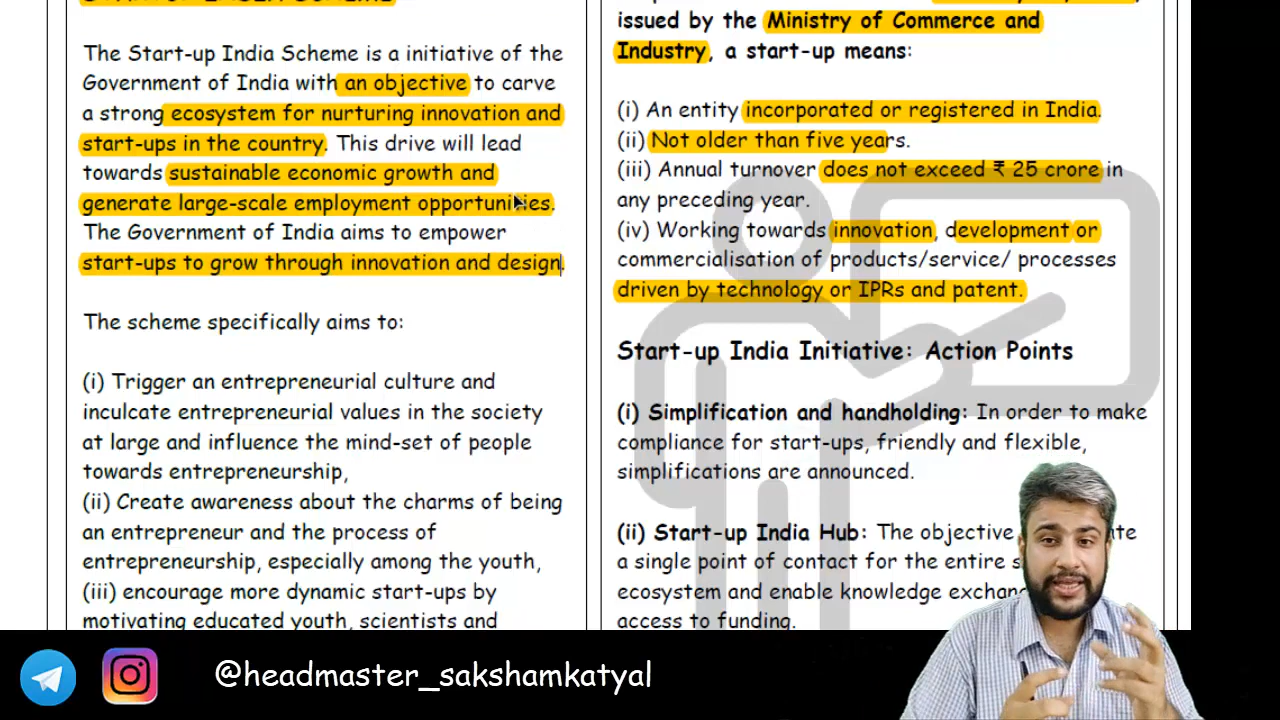 START-UP INDIA SCHEME
The Start-up India Scheme is a initiative of the
Government of India with an objective to carve
a strong ecosystem for nurturing innovation and
start-ups in the country. This drive will lead
towards sustainable economic growth and
generate large-scale employment opportunities.
The Government of India aims to empower
start-ups to grow through innovation and design.
The scheme specifically aims to:
(i) Trigger an entrepreneurial culture and
inculcate entrepreneurial values in the society
at large and influence the mind-set of people
towards entrepreneurship,
(ii) Create awareness about the charms of being
an entrepreneur and the process of
entrepreneurship, especially among the youth,
(iii) encourage more dynamic start-ups by
motivating educated youth, scientists and
issued by the Ministry of Commerce and
Industry, a start-up means:
(i) An entity incorporated or registered in India.
(ii) Not older than five years.
(iii) Annual turnover does not exceed ₹ 25 crore in
any preceding year.
(iv) Working towards innovation, development or
commercialisation of products/service/ processes
driven by technology or IPRs and patent.
Start-up India Initiative: Action Points
(i) Simplification and handholding: In order to make
compliance for start-ups, friendly and flexible,
simplifications are announced.
(ii) Start-up India Hub: The objective
a single point of contact for the entire
ecosystem and enable knowledge
access to funding.
@headmaster_sakshamkatyal